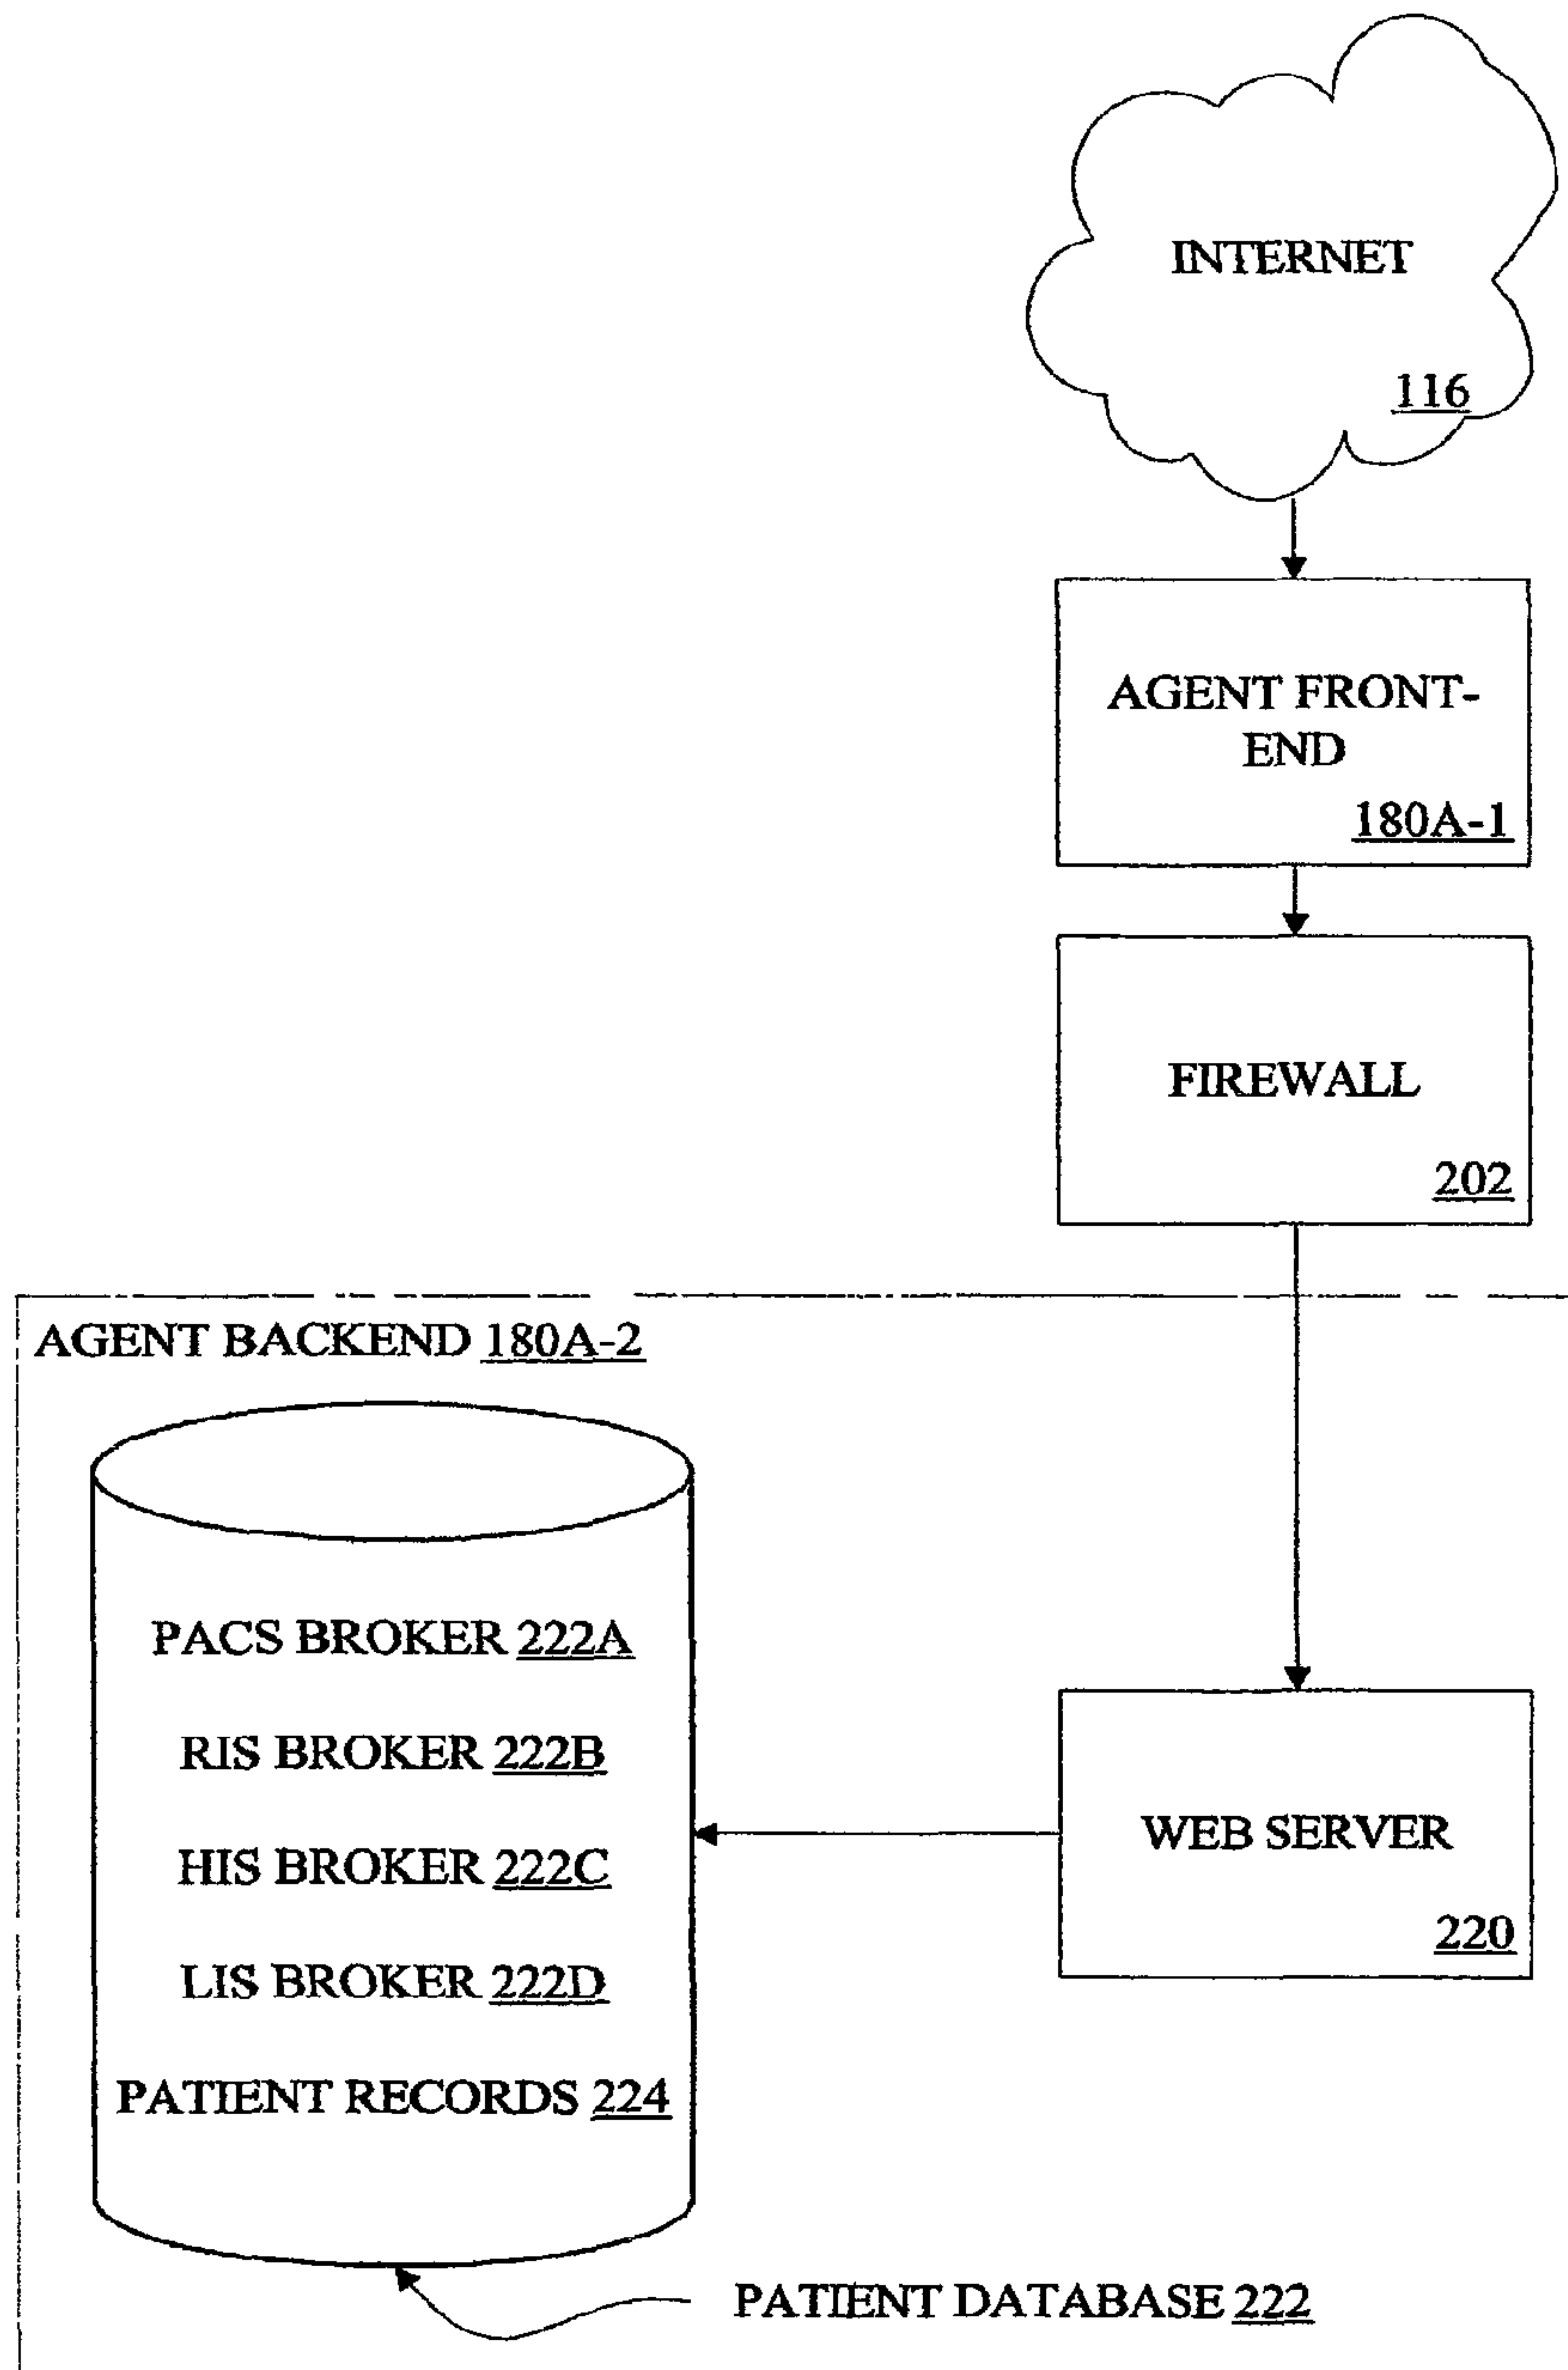 INTERNET
116
AGENT FRONT-
END
180A-1
FIREWALL
202
AGENT BACKEND 180A-2
PACS BROKER 222A
RIS BROKER 222B
HIS BROKER 222C
LIS BROKER 222D
PATIENT RECORDS 224
WEB SERVER
220
PATIENT DATABASE 222